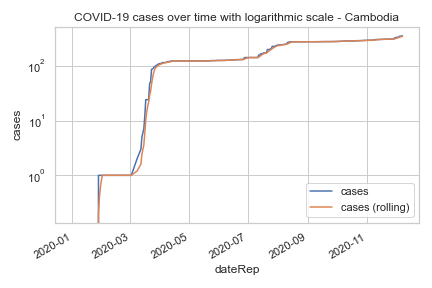 COVID-19 cases over time with logarithmic scale - Cambodia
10²
10¹
10⁰
cases
cases
cases (rolling)
2020-01
2020-03
2020-05
2020-07
2020-09
2020-11
dateRep